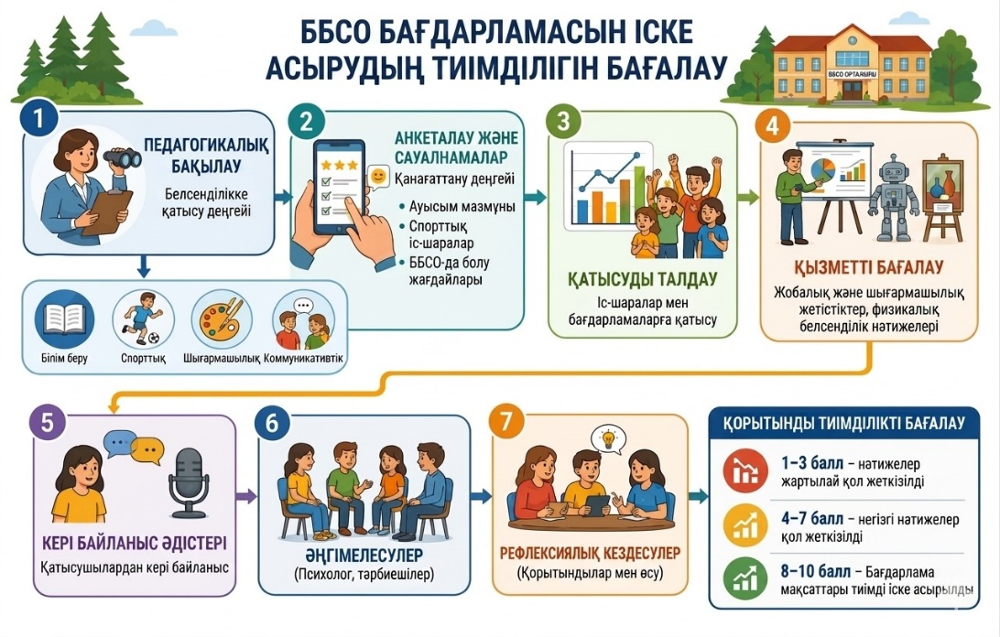 ББСО БАҒДАРЛАМАСЫН ІСКЕ
АСЫРУДЫҢ ТИІМДІЛІГІН БАҒАЛАУ
ББСО ОРТАЛЫҒЫ
1
ПЕДАГОГИКАЛЫҚ
БАҚЫЛАУ
Белсенділікке
қатысу деңгейі
Білім беру
Спорттық
Шығармашылық
Коммуникативтік
2
АНКЕТАЛАУ ЖӘНЕ
САУАЛНАМАЛАР
Қанағаттану деңгейі
• Ауысым мазмұны
• Спорттық
іс-шаралар
• ББСО-да болу
жағдайлары
3
ҚАТЫСУДЫ ТАЛДАУ
Іс-шаралар мен
бағдарламаларға қатысу
4
ҚЫЗМЕТТІ БАҒАЛАУ
Жобалық және шығармашылық
жетістіктер, физикалық
белсенділік нәтижелері
5
КЕРІ БАЙЛАНЫС ӘДІСТЕРІ
Қатысушылардан кері байланыс
6
ӘҢГІМЕЛЕСУЛЕР
(Психолог, тәрбиешілер)
7
РЕФЛЕКСИЯЛЫҚ КЕЗДЕСУЛЕР
(Қорытындылар мен өсу)
ҚОРЫТЫНДЫ ТИІМДІЛІКТІ БАҒАЛАУ
1–3 балл – нәтижелер
жартылай қол жеткізілді
4–7 балл – негізгі нәтижелер
қол жеткізілді
8–10 балл – Бағдарлама
мақсаттары тиімді іске асырылды